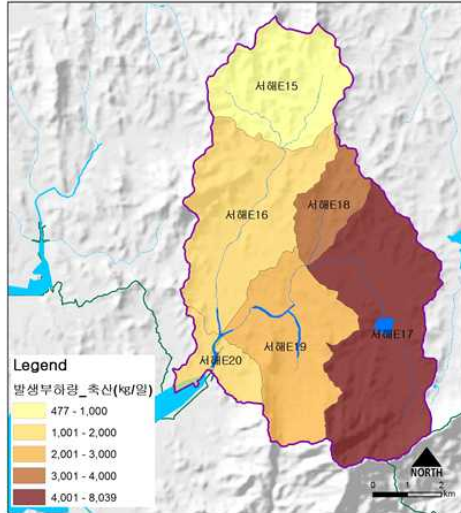 서해E15
서해E16
서해E18
서해E17
서해E19
서해E20
Legend
발생부하량_축산(kg/일)
477 - 1,000
1,001 - 2,000
2,001 - 3,000
3,001 - 4,000
4,001 - 8,039
NORTH
0 1 2
km